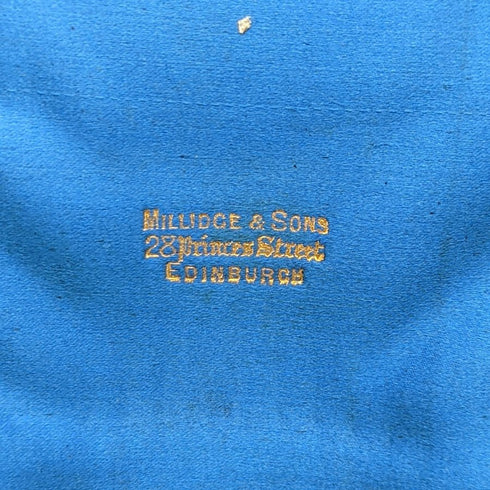 MILLIDGE & SONS
28 Princes Street
EDINBURGH